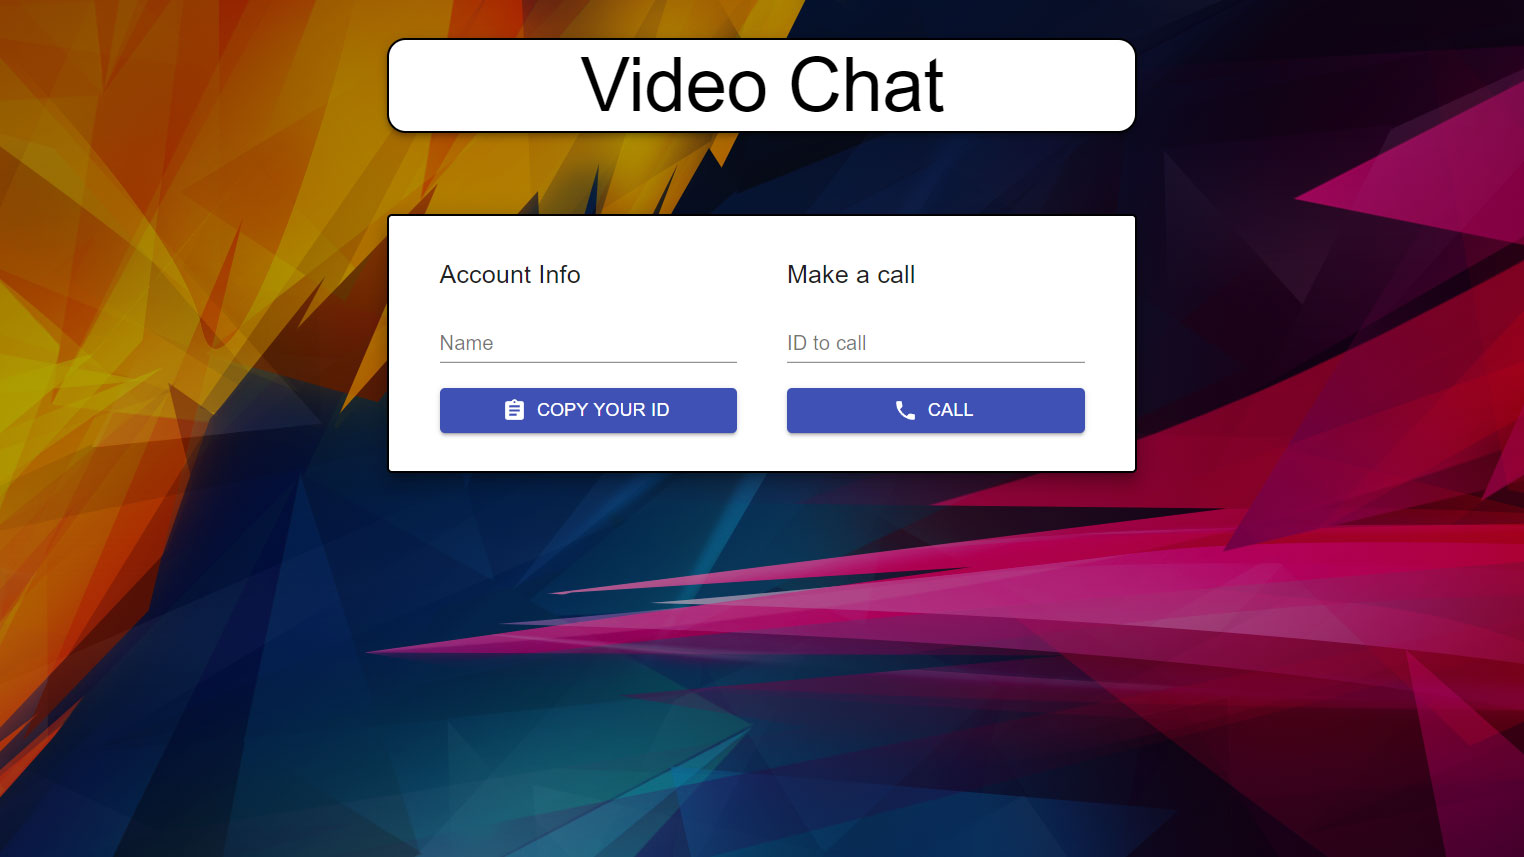 Video Chat
Account Info
Name
COPY YOUR ID
Make a call
ID to call
CALL